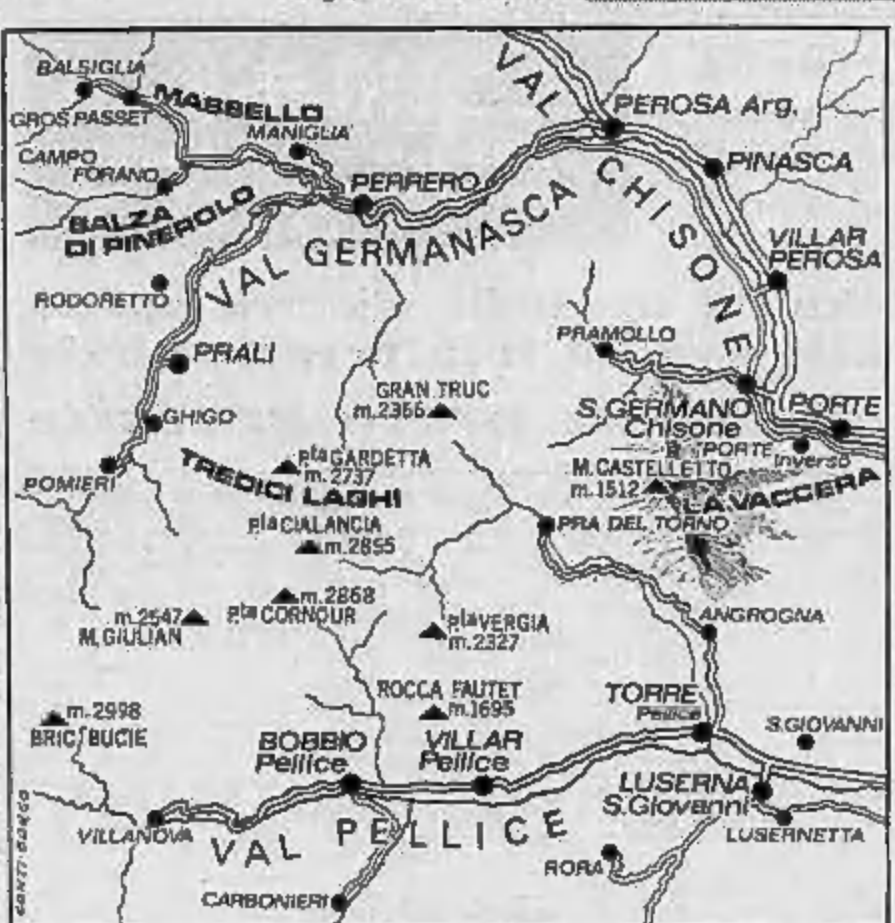 BALSIGLIA
MASSELLO
GROS PASSET
MANIGLIA
CAMPO
FORANO
PERRERO
BALZA
DI PINEROLO
RODORETTO
VAL GERMANASCA
VAL CHISONE
PEROSA Arg.
PINASCA
VILLAR
PEROSA
PRAMOLLO
PRALI
GHIGO
POMIERI
GRAN TRUC
m.2366
S.GERMANO
Chisone
PORTE
PORTE
Inverso
M.CASTELLETTO
m.1512
LA VACCERA
Pta GARDETTA
m.2737
TREDICI LAGHI
Pta CIALANCIA
m.2855
PRA DEL TORNO
m.2547
M.GIULIAN
m.2868
Pta CORNOUR
Pta VERGIA
m.2327
ANGROGNA
ROCCA FAUTET
m.1695
TORRE
Pellice
S.GIOVANNI
m.2998
BRIC BUCIE
BOBBIO
Pellice
VILLAR
Pellice
LUSERNA
S.Giovanni
LUSERNETTA
VILLANOVA
VAL PELLICE
RORA
CARBONIERI